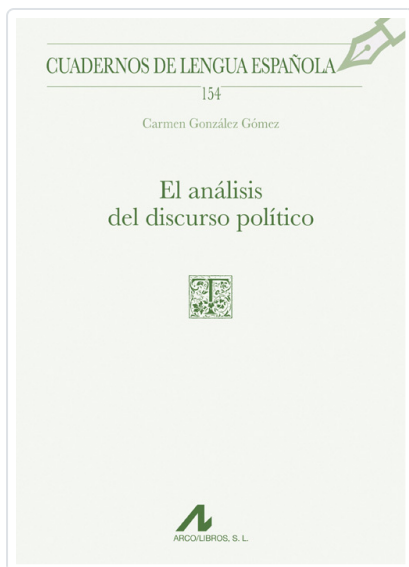 CUADERNOS DE LENGUA ESPAÑOLA
154
Carmen González Gómez
El análisis
del discurso político
T
ARCO/LIBROS, S. L.